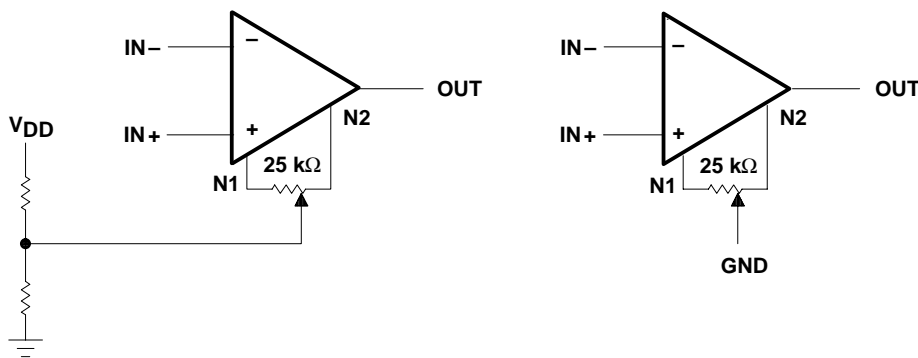 IN−
−
OUT
N2
IN+
+
VDD
25 kΩ
N1
IN−
−
OUT
N2
IN+
+
25 kΩ
N1
GND